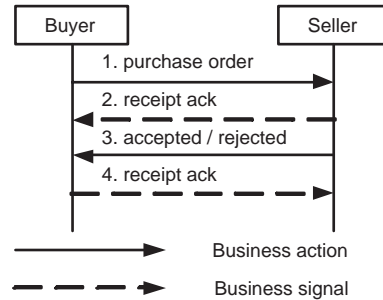 Buyer
Seller
1. purchase order
2. receipt ack
3. accepted / rejected
4. receipt ack
Business action
Business signal